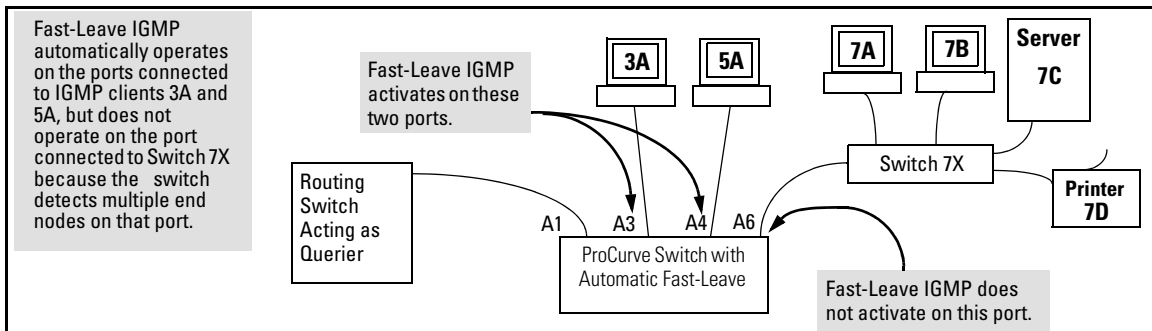 Fast-Leave IGMP
automatically operates
on the ports connected
to IGMP clients 3A and
5A, but does not
operate on the port
connected to Switch 7X
because the switch
detects multiple end
nodes on that port.
Fast-Leave IGMP
activates on these
two ports.
3A
5A
7A
7B
Server
7C
Switch 7X
Printer
7D
Routing
Switch
Acting as
Querier
A1
A3
A4
A6
ProCurve Switch with
Automatic Fast-Leave
Fast-Leave IGMP does
not activate on this port.